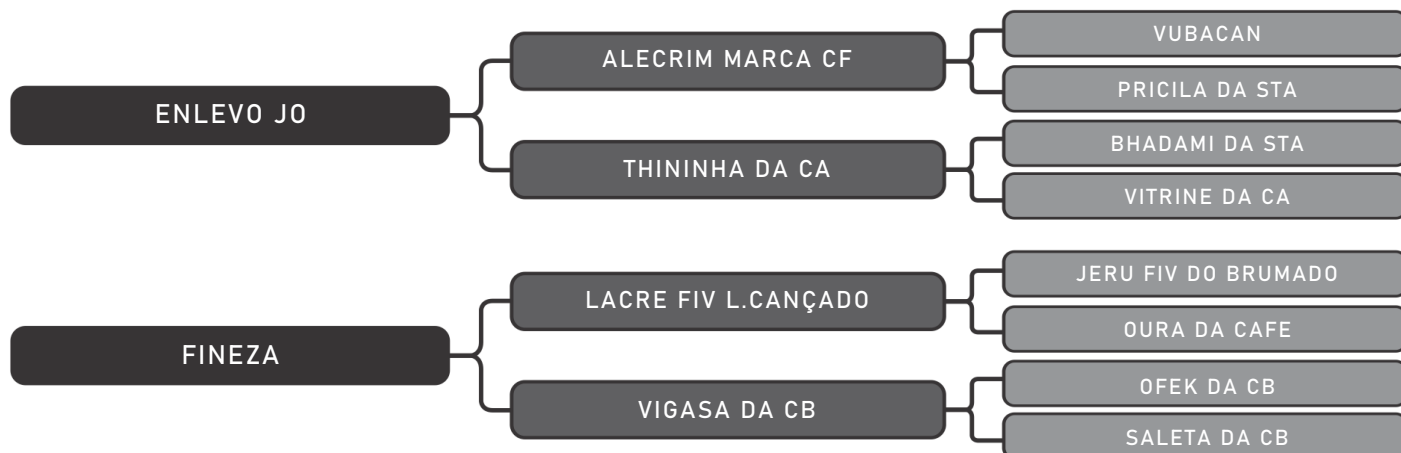 ENLEVO JO
ALECRIM MARCA CF
VUBACAN
PRICILA DA STA
THININHA DA CA
BHADAMI DA STA
VITRINE DA CA
FINEZA
LACRE FIV L.CANÇADO
JERU FIV DO BRUMADO
OURA DA CAFE
VIGASA DA CB
OFEK DA CB
SALETA DA CB